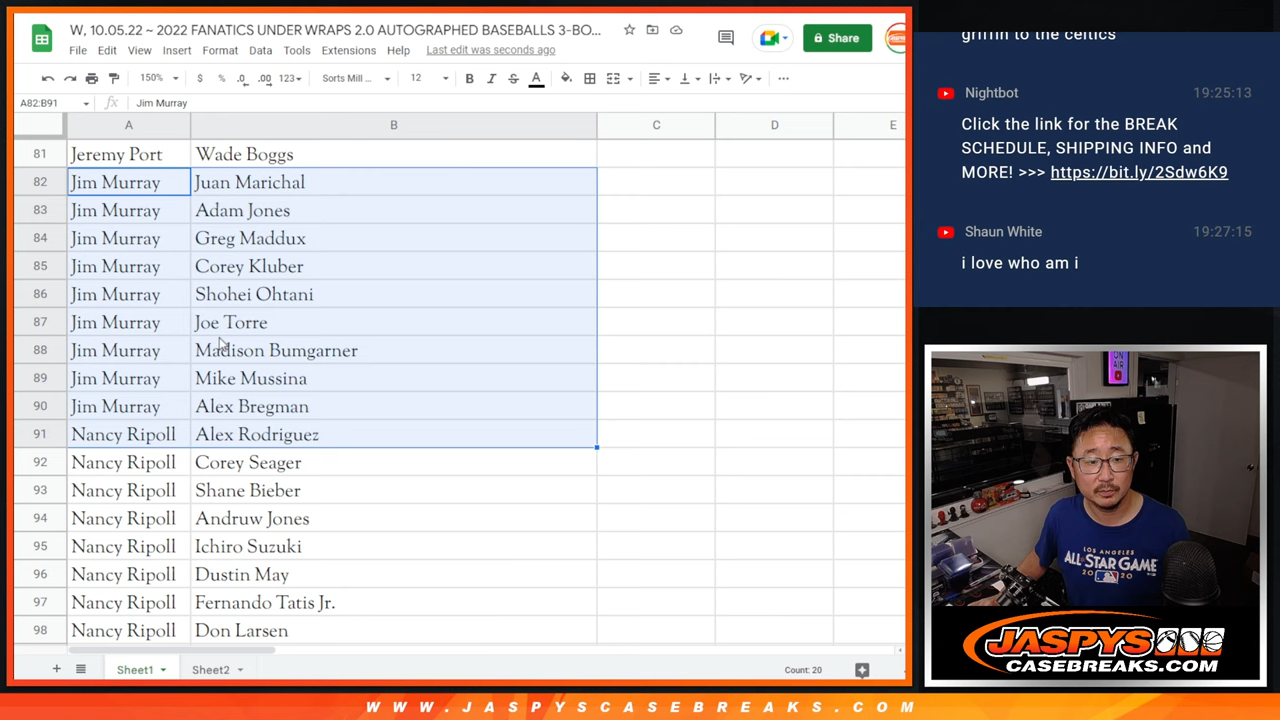 W, 10.05.22 ~ 2022 FANATICS UNDER WRAPS 2.0 AUTOGRAPHED BASEBALLS 3-BO...
File Edit View Insert Format Data Tools Extensions Help Last edit was seconds ago
Share
150% $ % .0 .00 123 Sorts Mill ... 12 B I S A
A82:B91 fx Jim Murray
A B C D E
81 Jeremy Port Wade Boggs
82 Jim Murray Juan Marichal
83 Jim Murray Adam Jones
84 Jim Murray Greg Maddux
85 Jim Murray Corey Kluber
86 Jim Murray Shohei Ohtani
87 Jim Murray Joe Torre
88 Jim Murray Madison Bumgarner
89 Jim Murray Mike Mussina
90 Jim Murray Alex Bregman
91 Nancy Ripoll Alex Rodriguez
92 Nancy Ripoll Corey Seager
93 Nancy Ripoll Shane Bieber
94 Nancy Ripoll Andruw Jones
95 Nancy Ripoll Ichiro Suzuki
96 Nancy Ripoll Dustin May
97 Nancy Ripoll Fernando Tatis Jr.
98 Nancy Ripoll Don Larsen
Sheet1 Sheet2 Count: 20
griffin to the celtics
Nightbot 19:25:13
Click the link for the BREAK
SCHEDULE, SHIPPING INFO and
MORE! >>> https://bit.ly/2Sdw6K9
Shaun White 19:27:15
i love who am i
ON
AIR
LOS ANGELES
ALL STAR GAME
2020
JASPYS
CASEBREAKS.COM
WWW.JASPYSCASEBREAKS.COM